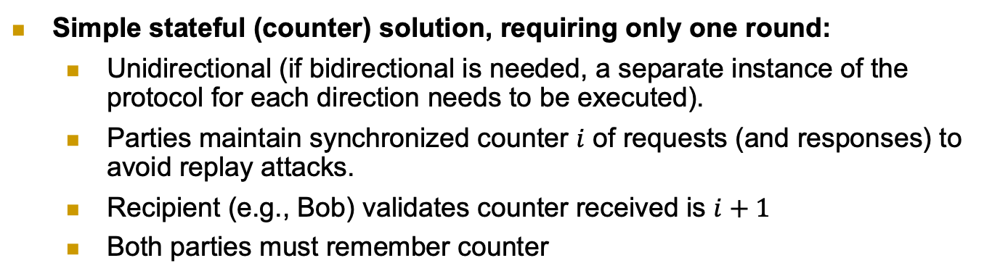 Simple stateful (counter) solution, requiring only one round:
Unidirectional (if bidirectional is needed, a separate instance of the
protocol for each direction needs to be executed).
Parties maintain synchronized counter i of requests (and responses) to
avoid replay attacks.
Recipient (e.g., Bob) validates counter received is i + 1
Both parties must remember counter